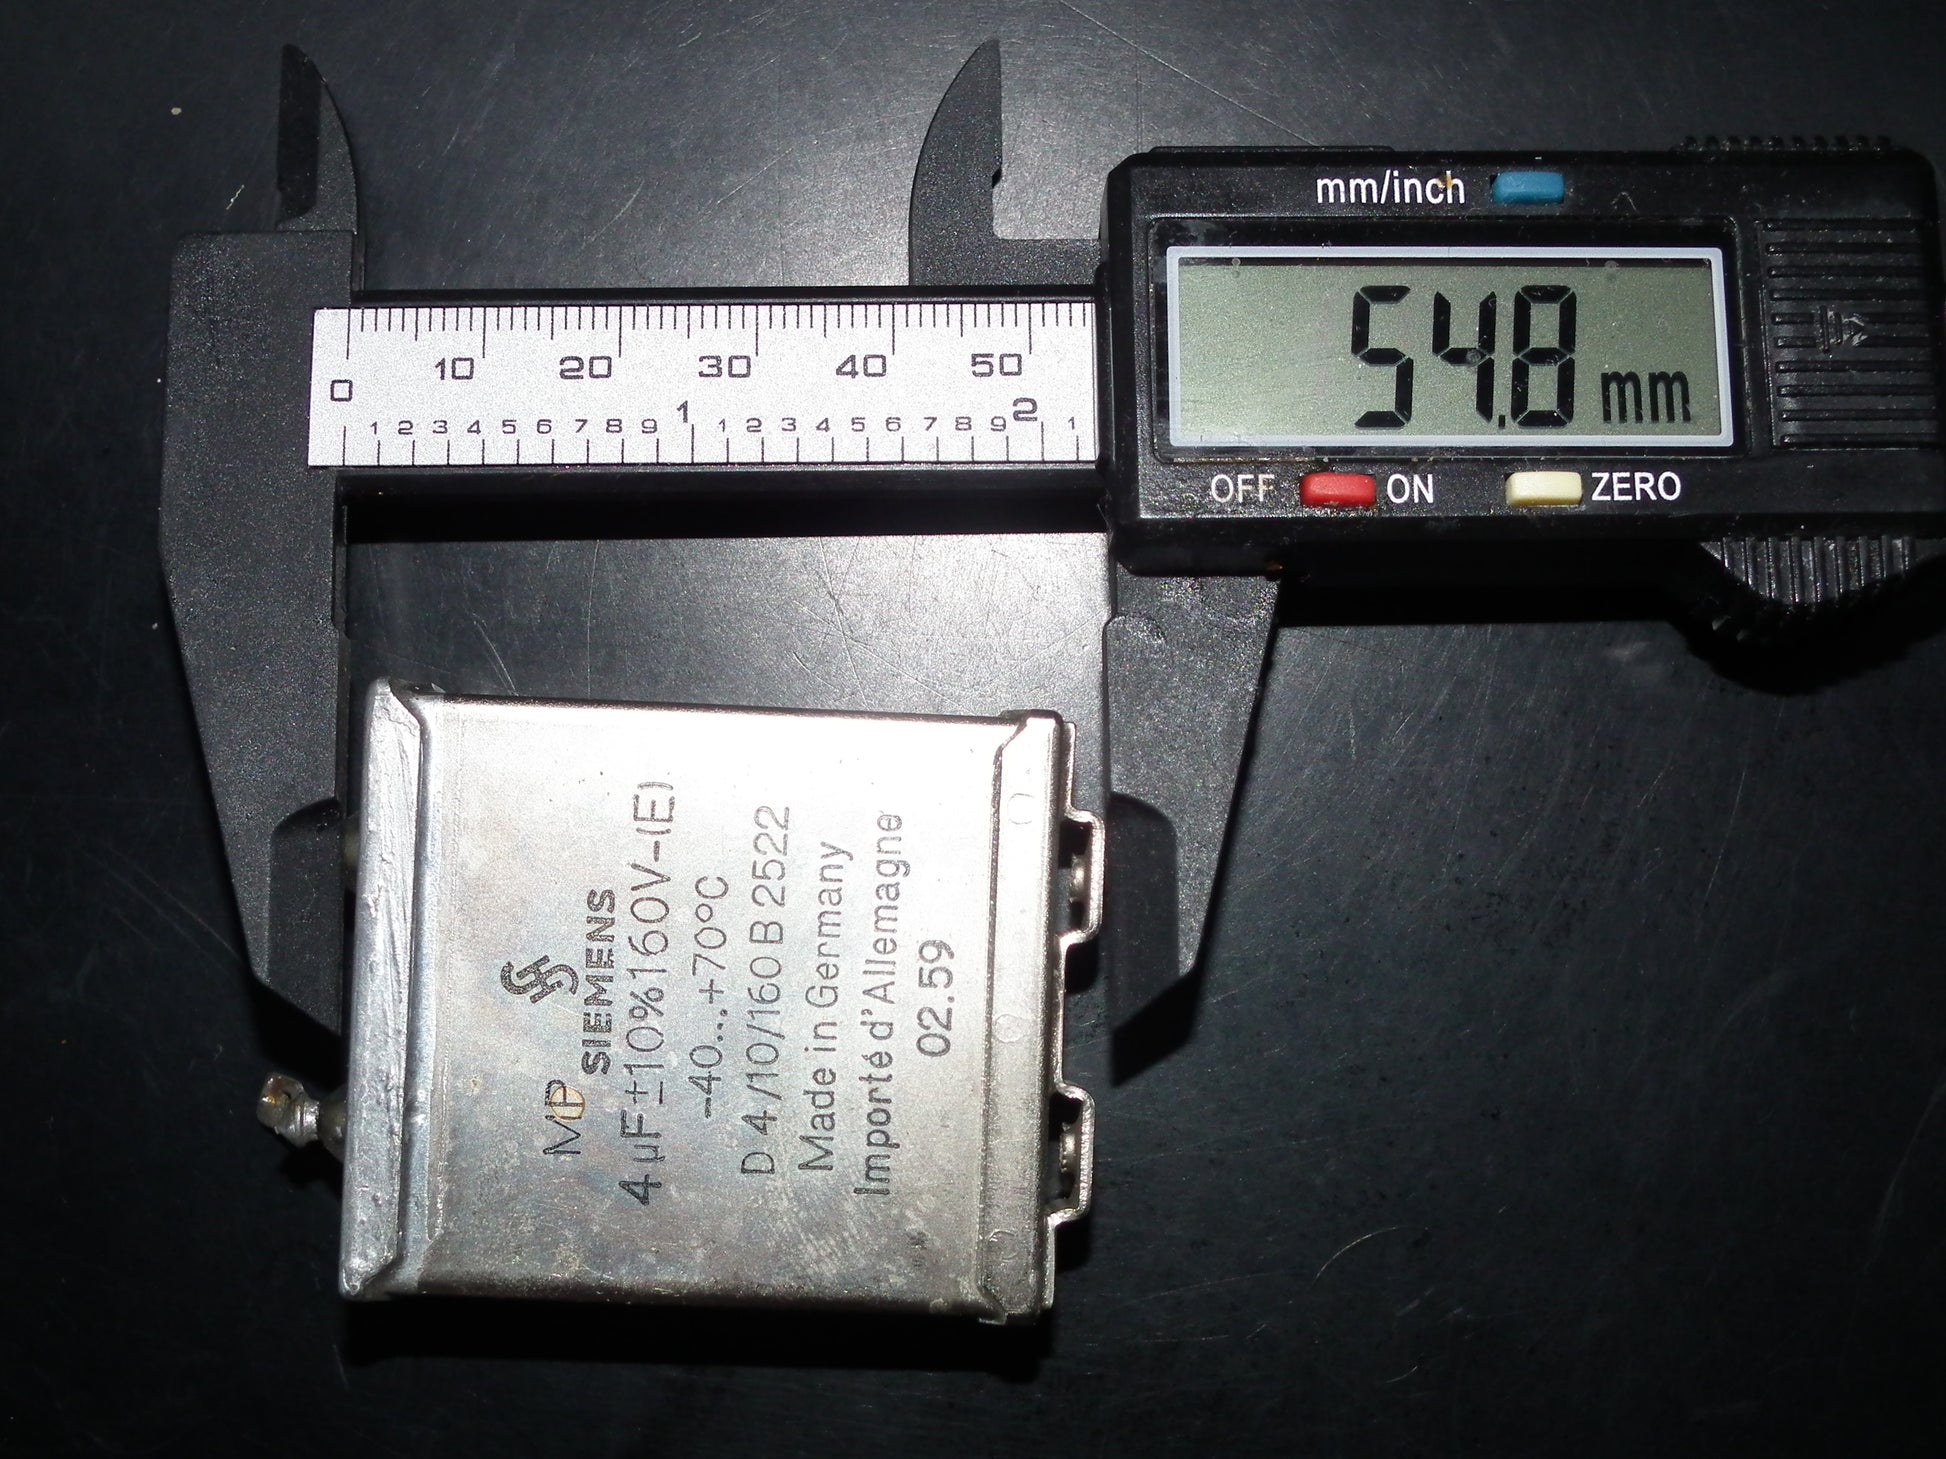 mm/inch
54.8 mm
OFF ON ZERO
0 10 20 30 40 50
1 2 3 4 5 6 7 8 9 1 1 2 3 4 5 6 7 8 9 2 1
MP
SIEMENS
4 µF ±10% 160V-(E)
-40...+70°C
D 4/10/160 B 2522
Made in Germany
Importé d'Allemagne
02.59